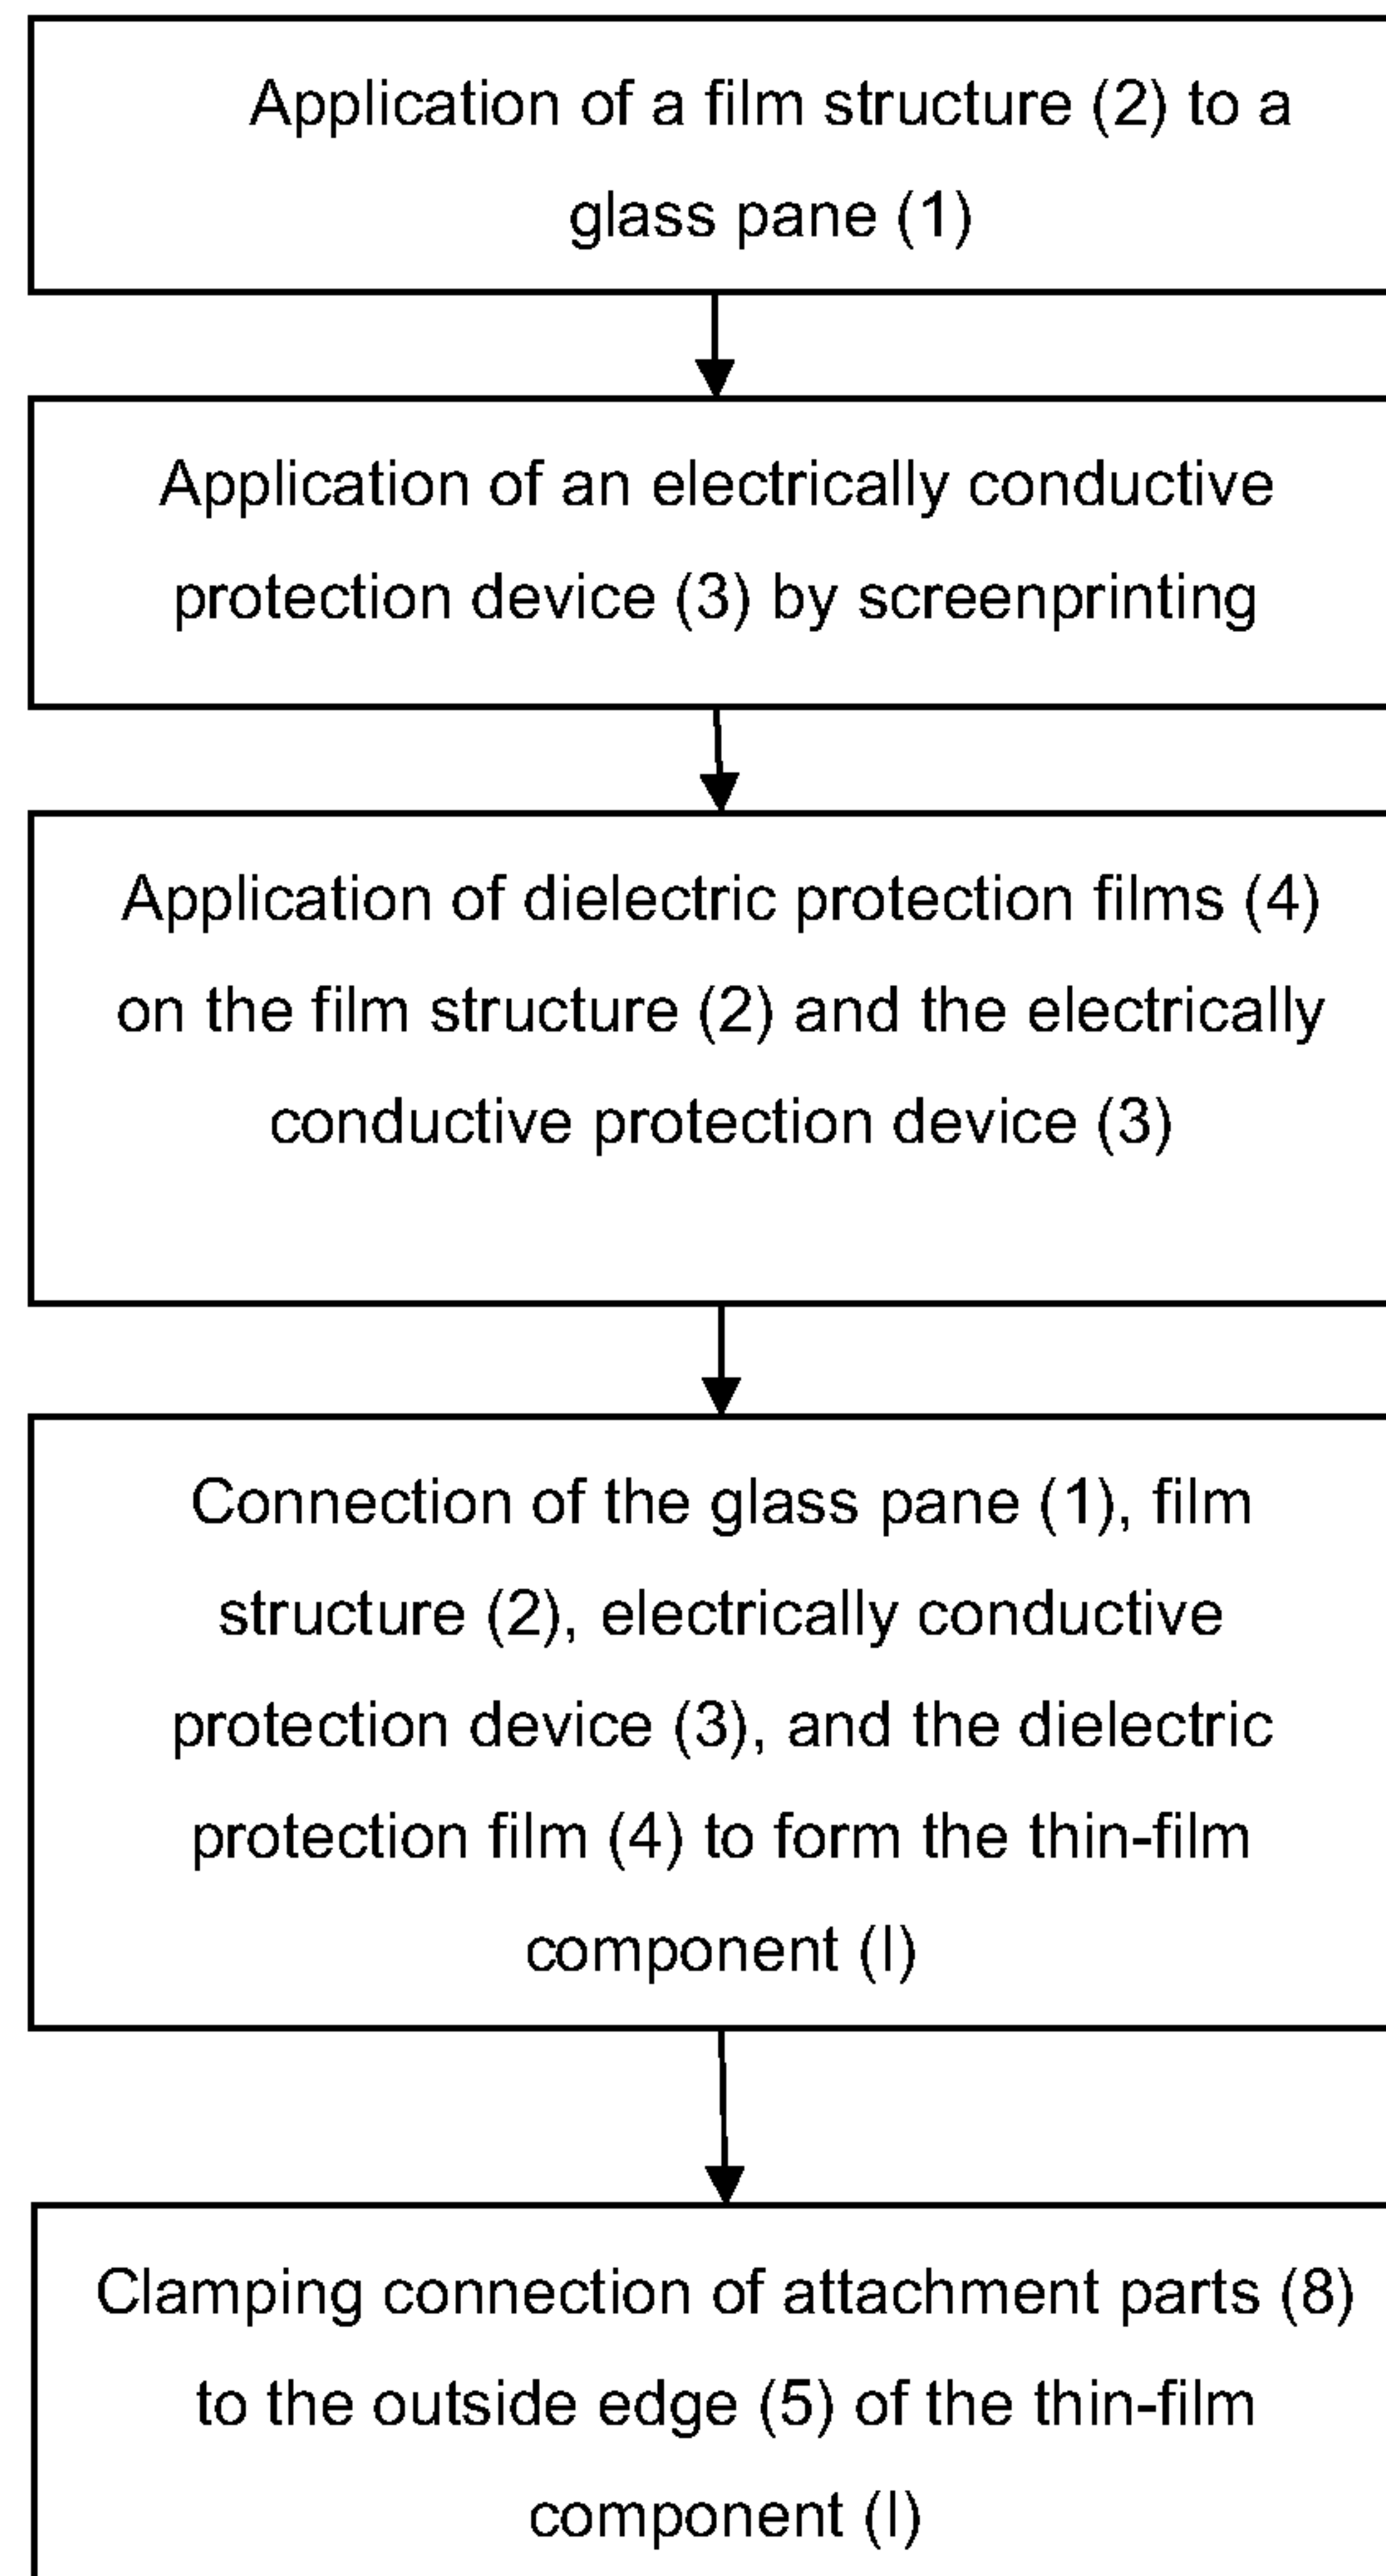 Application of a film structure (2) to a
glass pane (1)
Application of an electrically conductive
protection device (3) by screenprinting
Application of dielectric protection films (4)
on the film structure (2) and the electrically
conductive protection device (3)
Connection of the glass pane (1), film
structure (2), electrically conductive
protection device (3), and the dielectric
protection film (4) to form the thin-film
component (I)
Clamping connection of attachment parts (8)
to the outside edge (5) of the thin-film
component (I)